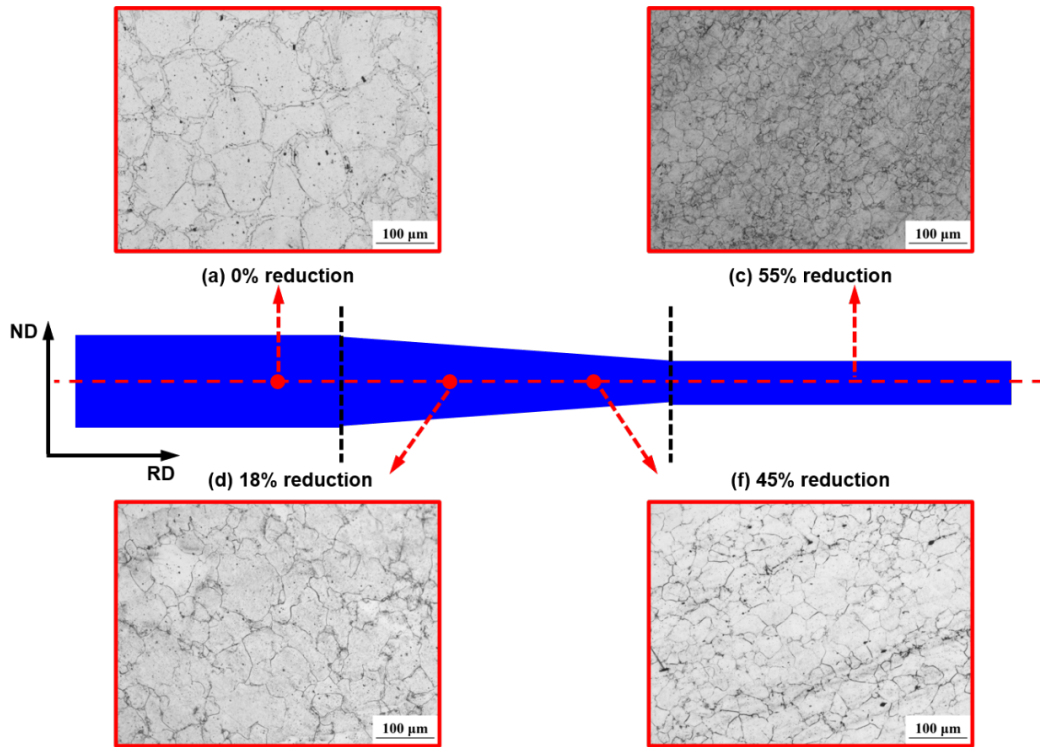 100 μm
100 μm
(a) 0% reduction
(c) 55% reduction
ND
RD
(d) 18% reduction
(f) 45% reduction
100 μm
100 μm